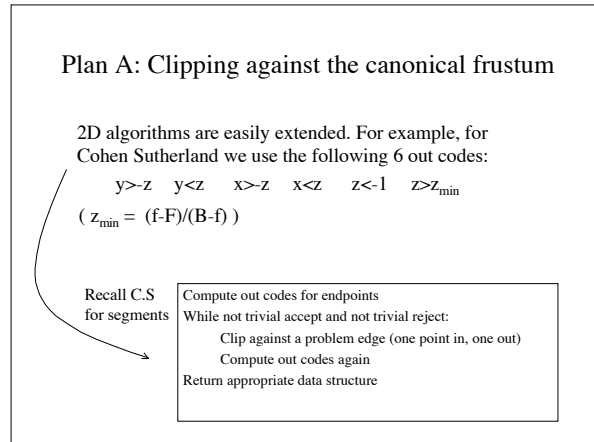 Plan A: Clipping against the canonical frustum
2D algorithms are easily extended. For example, for
Cohen Sutherland we use the following 6 out codes:
y>-z y<z x>-z x<z z<-1 z>z_min
( z_min = (f-F)/(B-f) )
Recall C.S
for segments
Compute out codes for endpoints
While not trivial accept and not trivial reject:
Clip against a problem edge (one point in, one out)
Compute out codes again
Return appropriate data structure